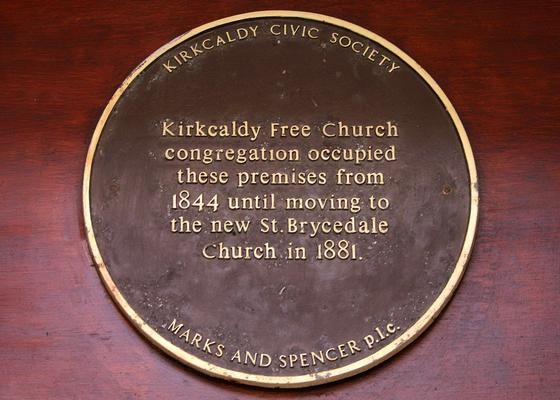 KIRKCALDY CIVIC SOCIETY
Kirkcaldy Free Church
congregation occupied
these premises from
1844 until moving to
the new St. Brycedale
Church in 1881.
MARKS AND SPENCER p.l.c.